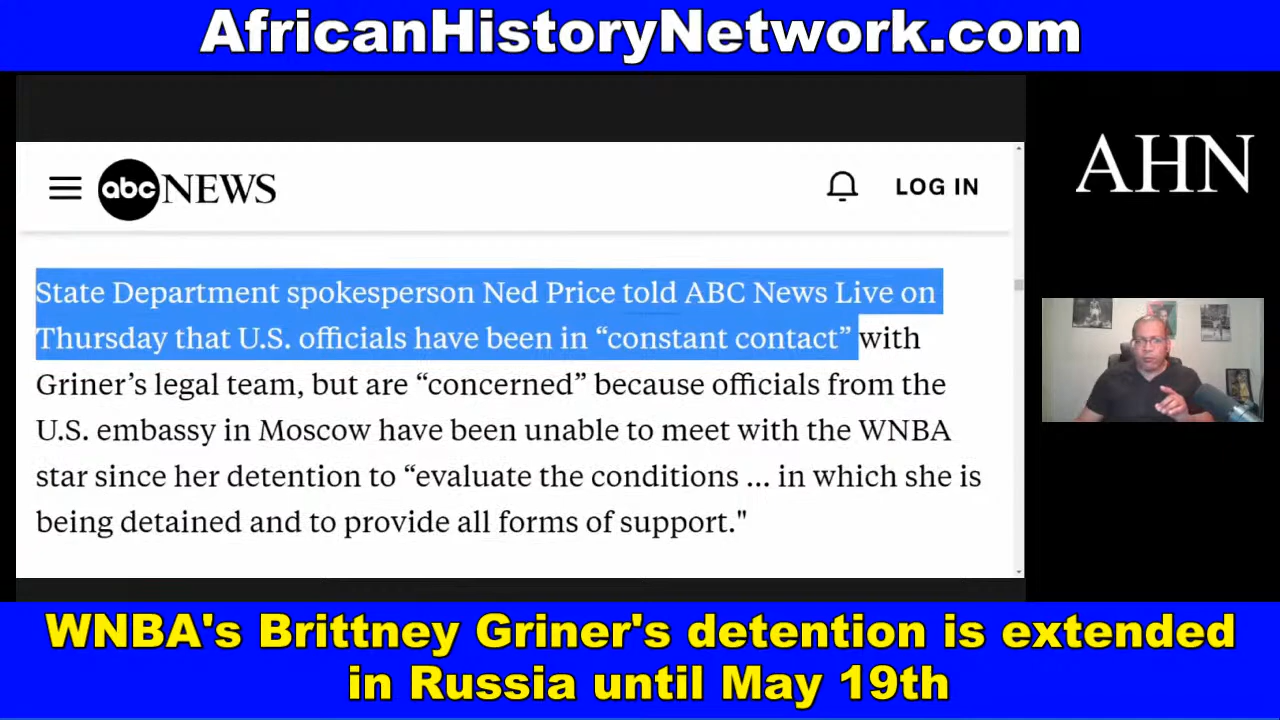 AfricanHistoryNetwork.com
AHN
abc NEWS
LOG IN
State Department spokesperson Ned Price told ABC News Live on
Thursday that U.S. officials have been in “constant contact” with
Griner’s legal team, but are “concerned” because officials from the
U.S. embassy in Moscow have been unable to meet with the WNBA
star since her detention to “evaluate the conditions ... in which she is
being detained and to provide all forms of support."
WNBA's Brittney Griner's detention is extended
in Russia until May 19th